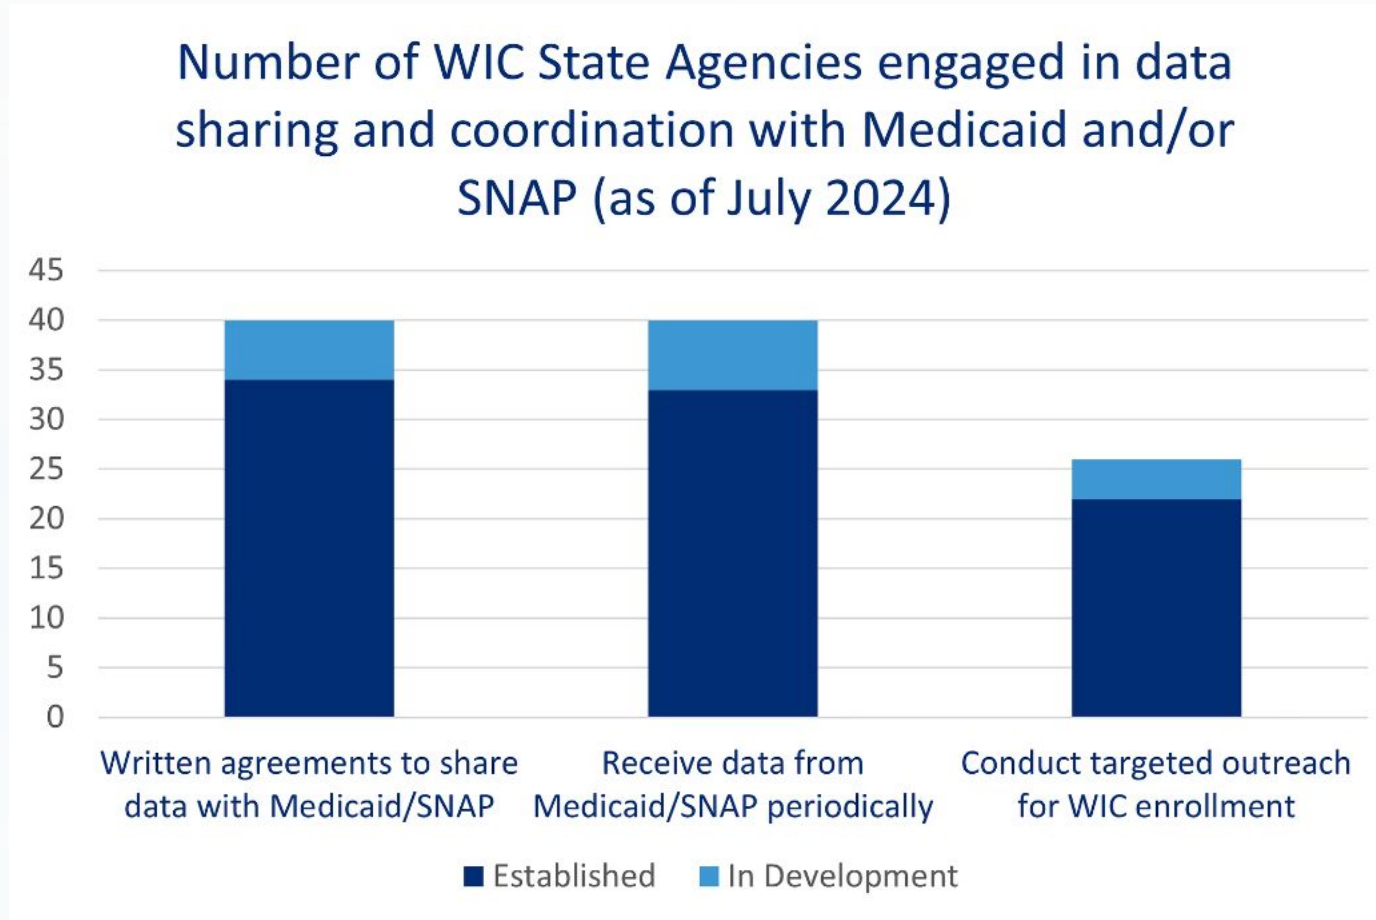 Number of WIC State Agencies engaged in data
sharing and coordination with Medicaid and/or
SNAP (as of July 2024)
45
40
35
30
25
20
15
10
5
0
Written agreements to share
data with Medicaid/SNAP
Receive data from
Medicaid/SNAP periodically
Conduct targeted outreach
for WIC enrollment
Established
In Development